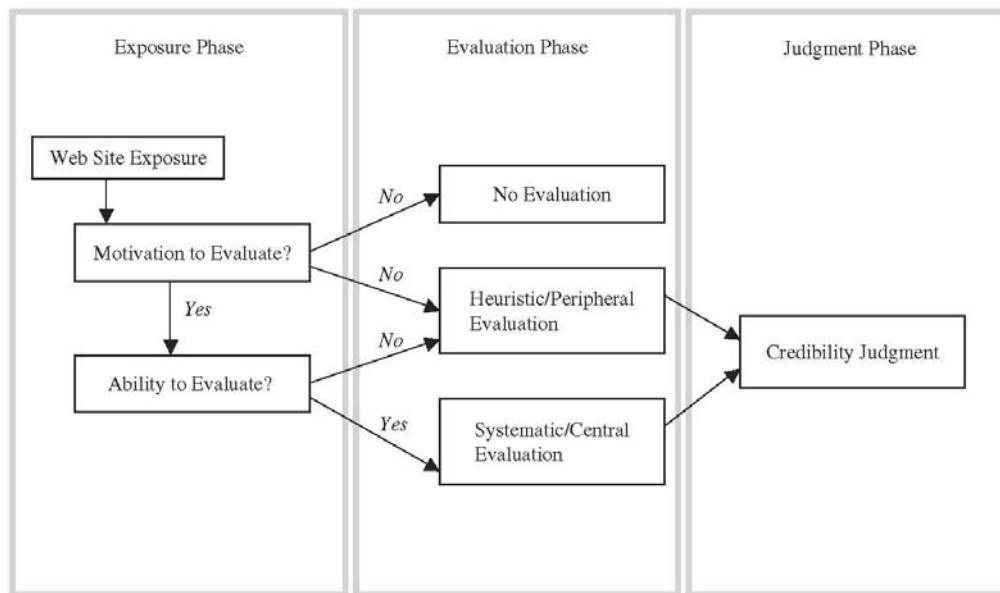 Exposure Phase
Evaluation Phase
Judgment Phase
Web Site Exposure
No
No Evaluation
Motivation to Evaluate?
No
Heuristic/Peripheral
Evaluation
Yes
No
Credibility Judgment
Ability to Evaluate?
Yes
Systematic/Central
Evaluation